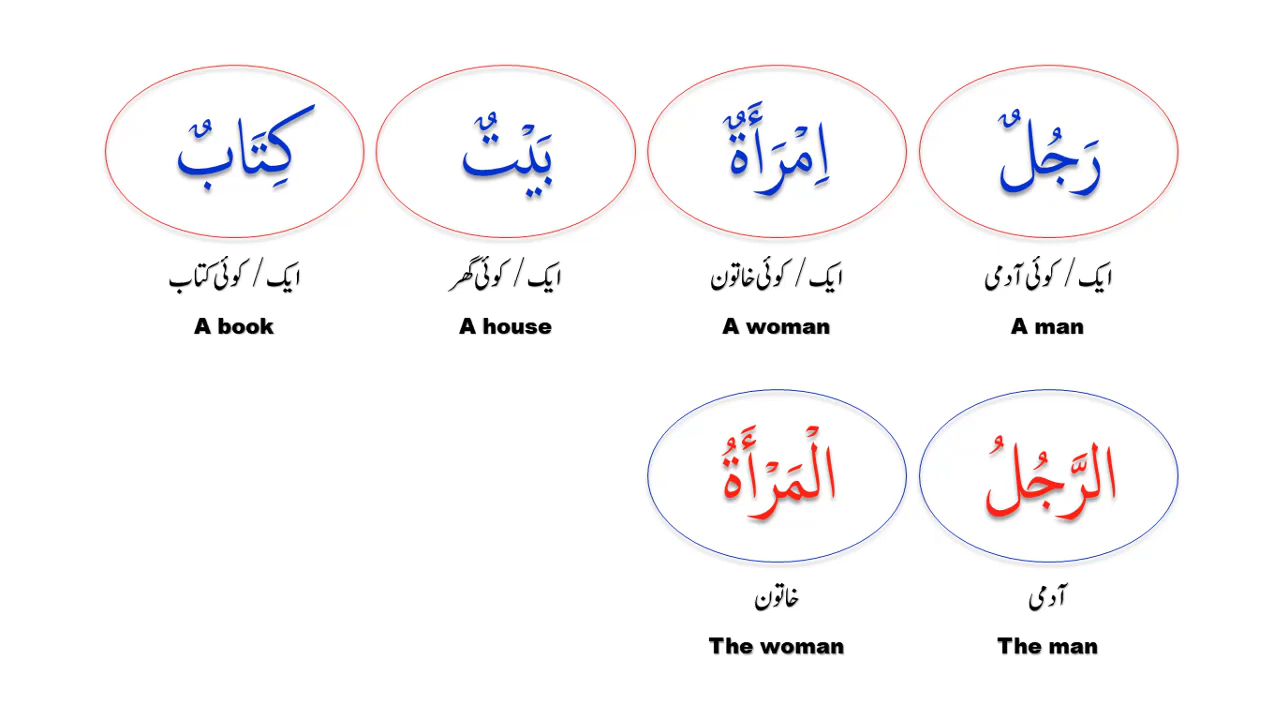 رَجُلٌ
اِمْرَأَةٌ
بَيْتٌ
كِتَابٌ
ایک / کوئی آدمی
ایک / کوئی خاتون
ایک / کوئی گھر
ایک / کوئی کتاب
A man
A woman
A house
A book
الرَّجُلُ
الْمَرْأَةُ
آدمی
خاتون
The man
The woman